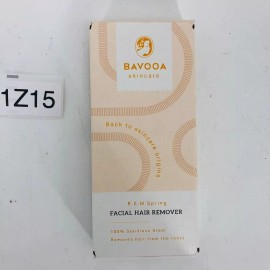 BAVOOA
SKINCARE
1Z15
Back to skincare
origins
R.E.M Spring
FACIAL HAIR REMOVER
100% Stainless Steel
Removes Hair from the roots